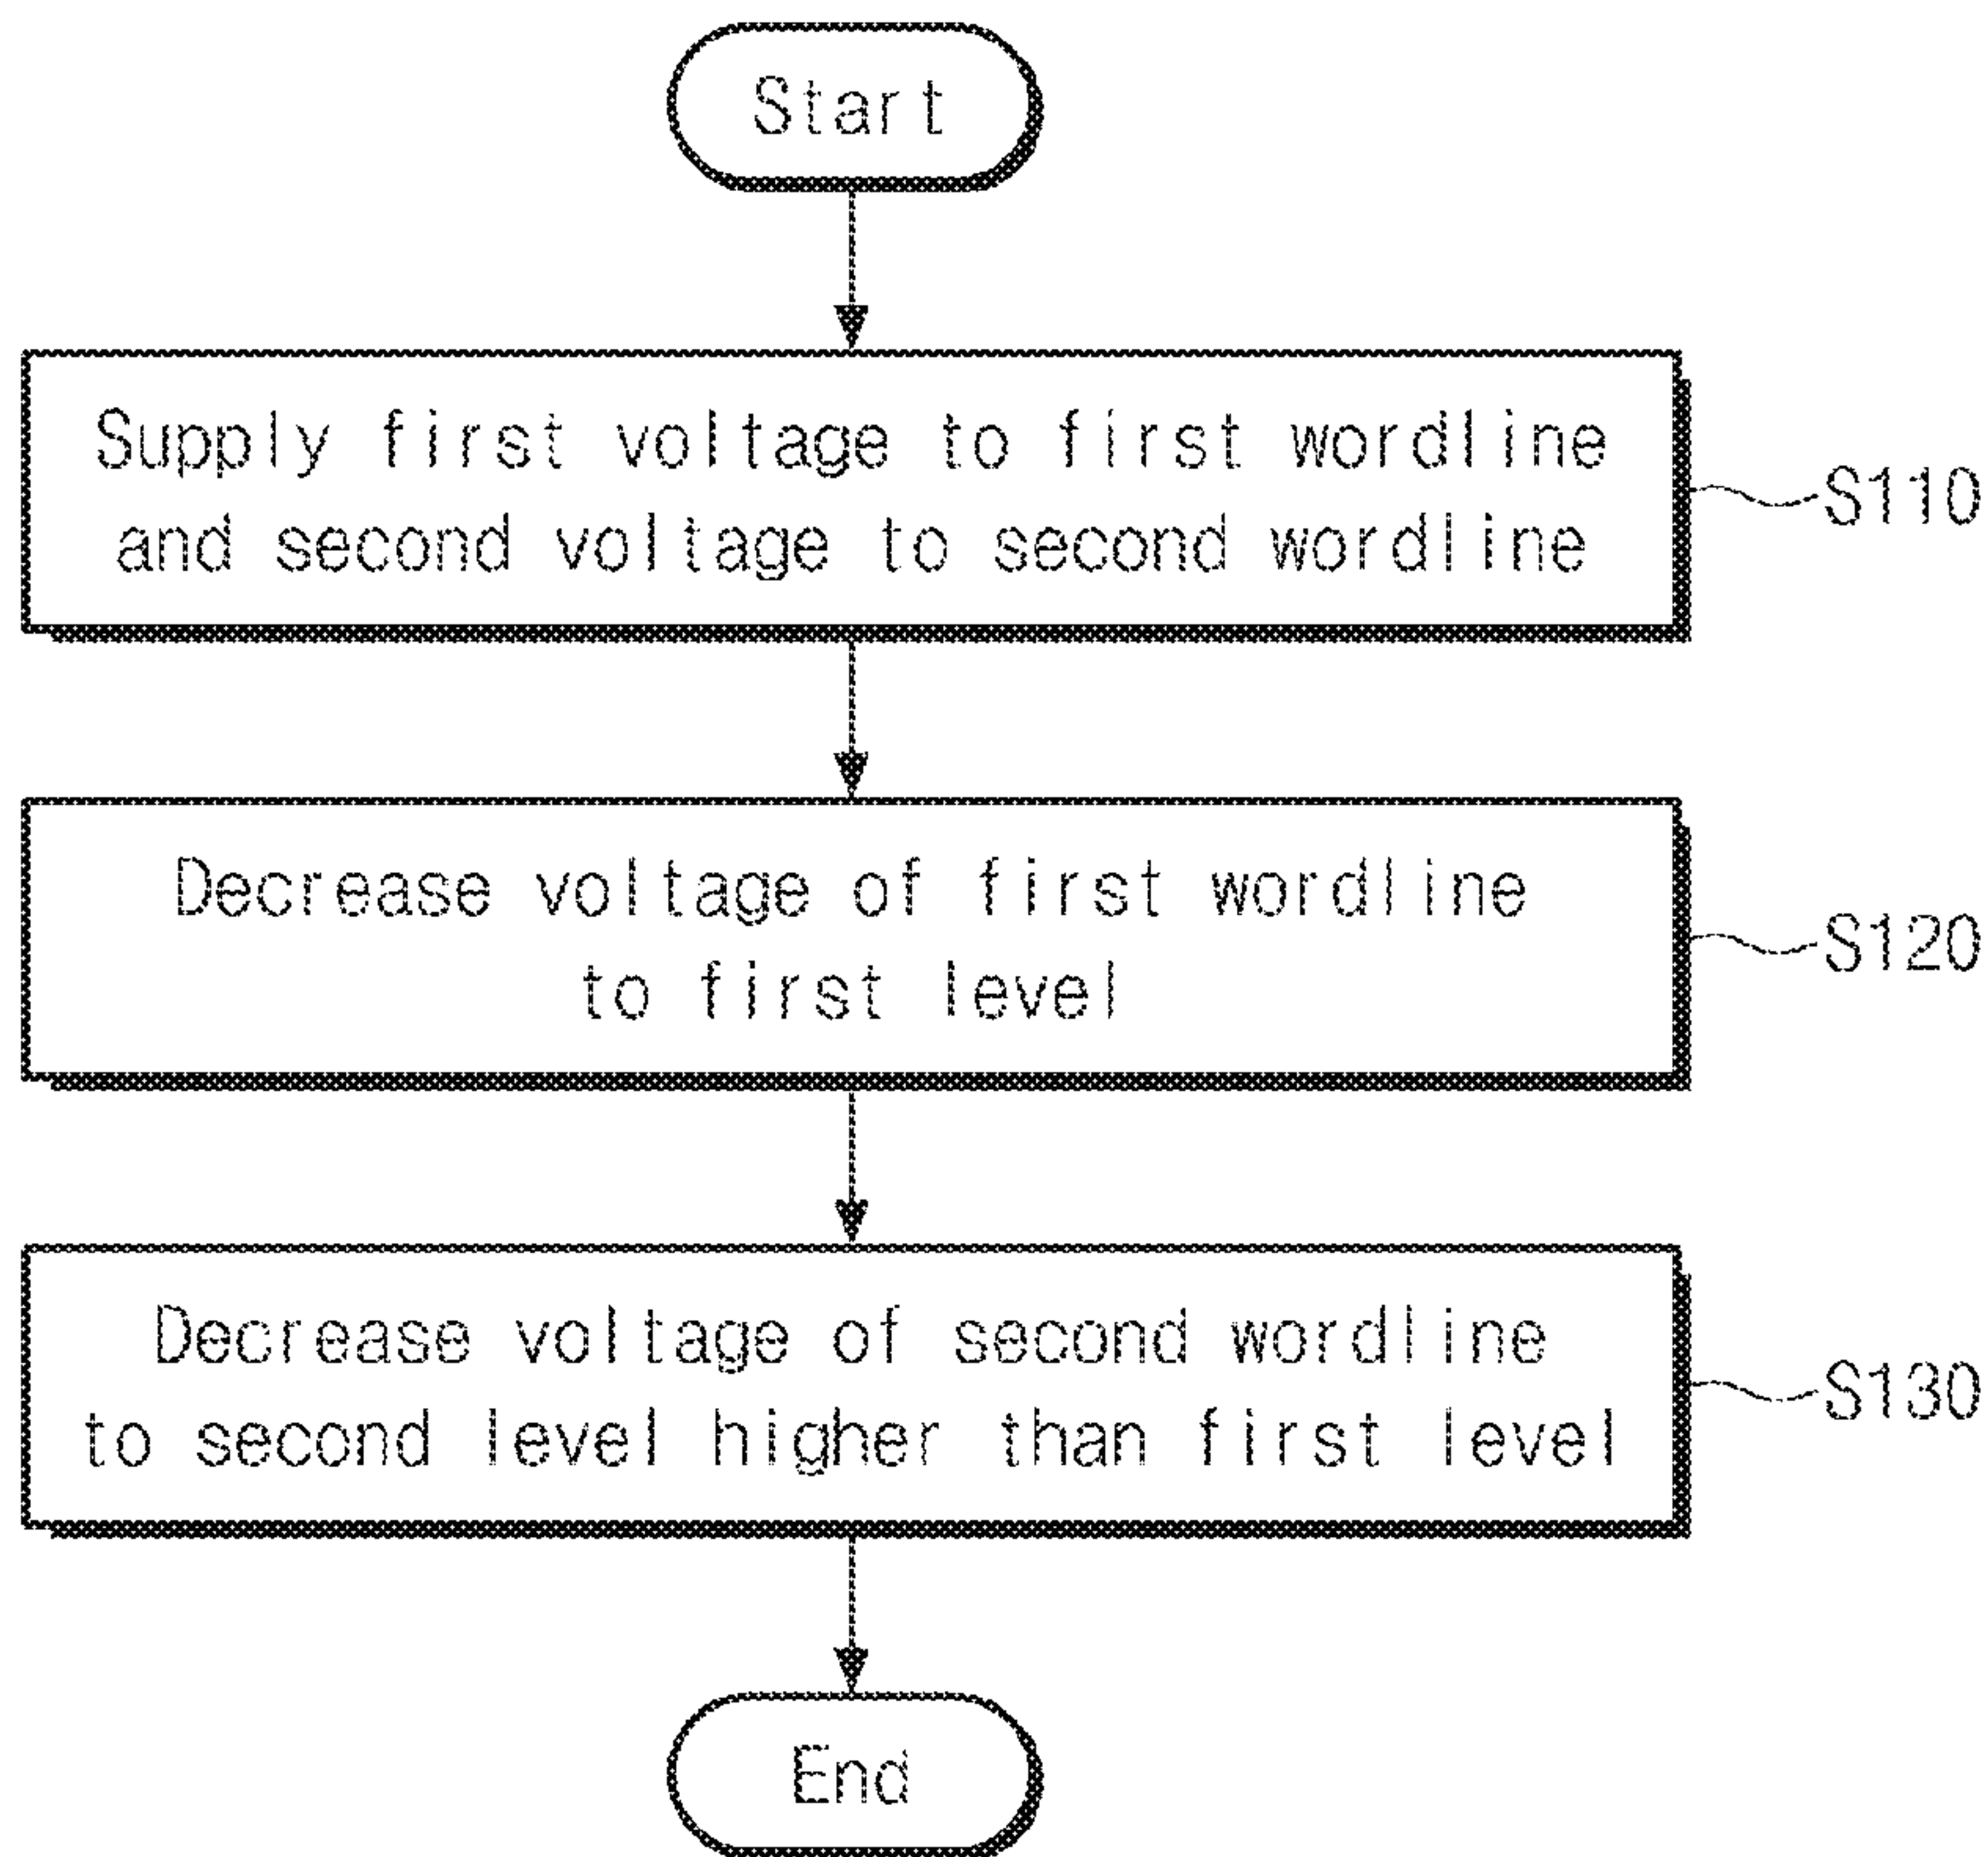 Start
Supply first voltage to first wordline
and second voltage to second wordline
S110
Decrease voltage of first wordline
to first level
S120
Decrease voltage of second wordline
to second level higher than first level
S130
End